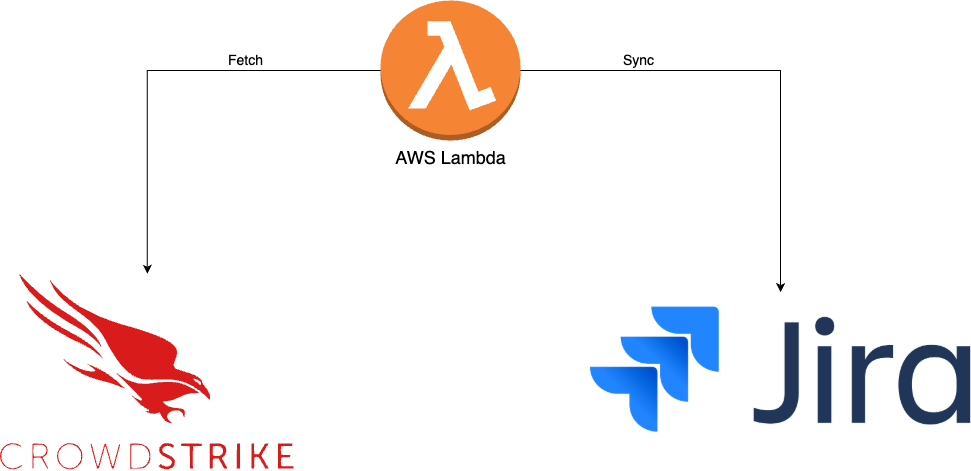 Fetch
Sync
AWS Lambda
CROWDSTRIKE
Jira